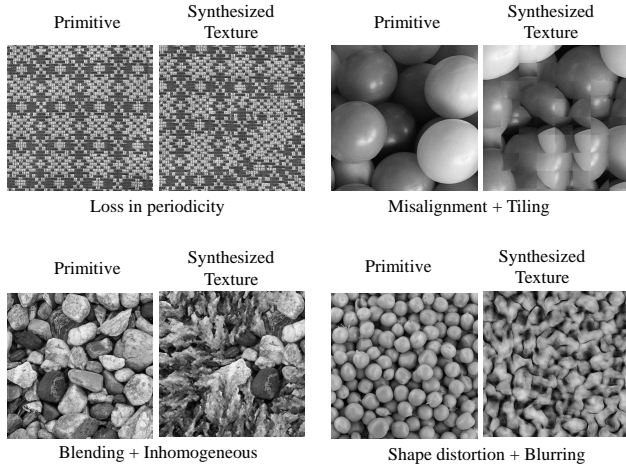 Primitive
Synthesized
Texture
Primitive
Synthesized
Texture
Loss in periodicity
Misalignment + Tiling
Primitive
Synthesized
Texture
Primitive
Synthesized
Texture
Blending + Inhomogeneous
Shape distortion + Blurring